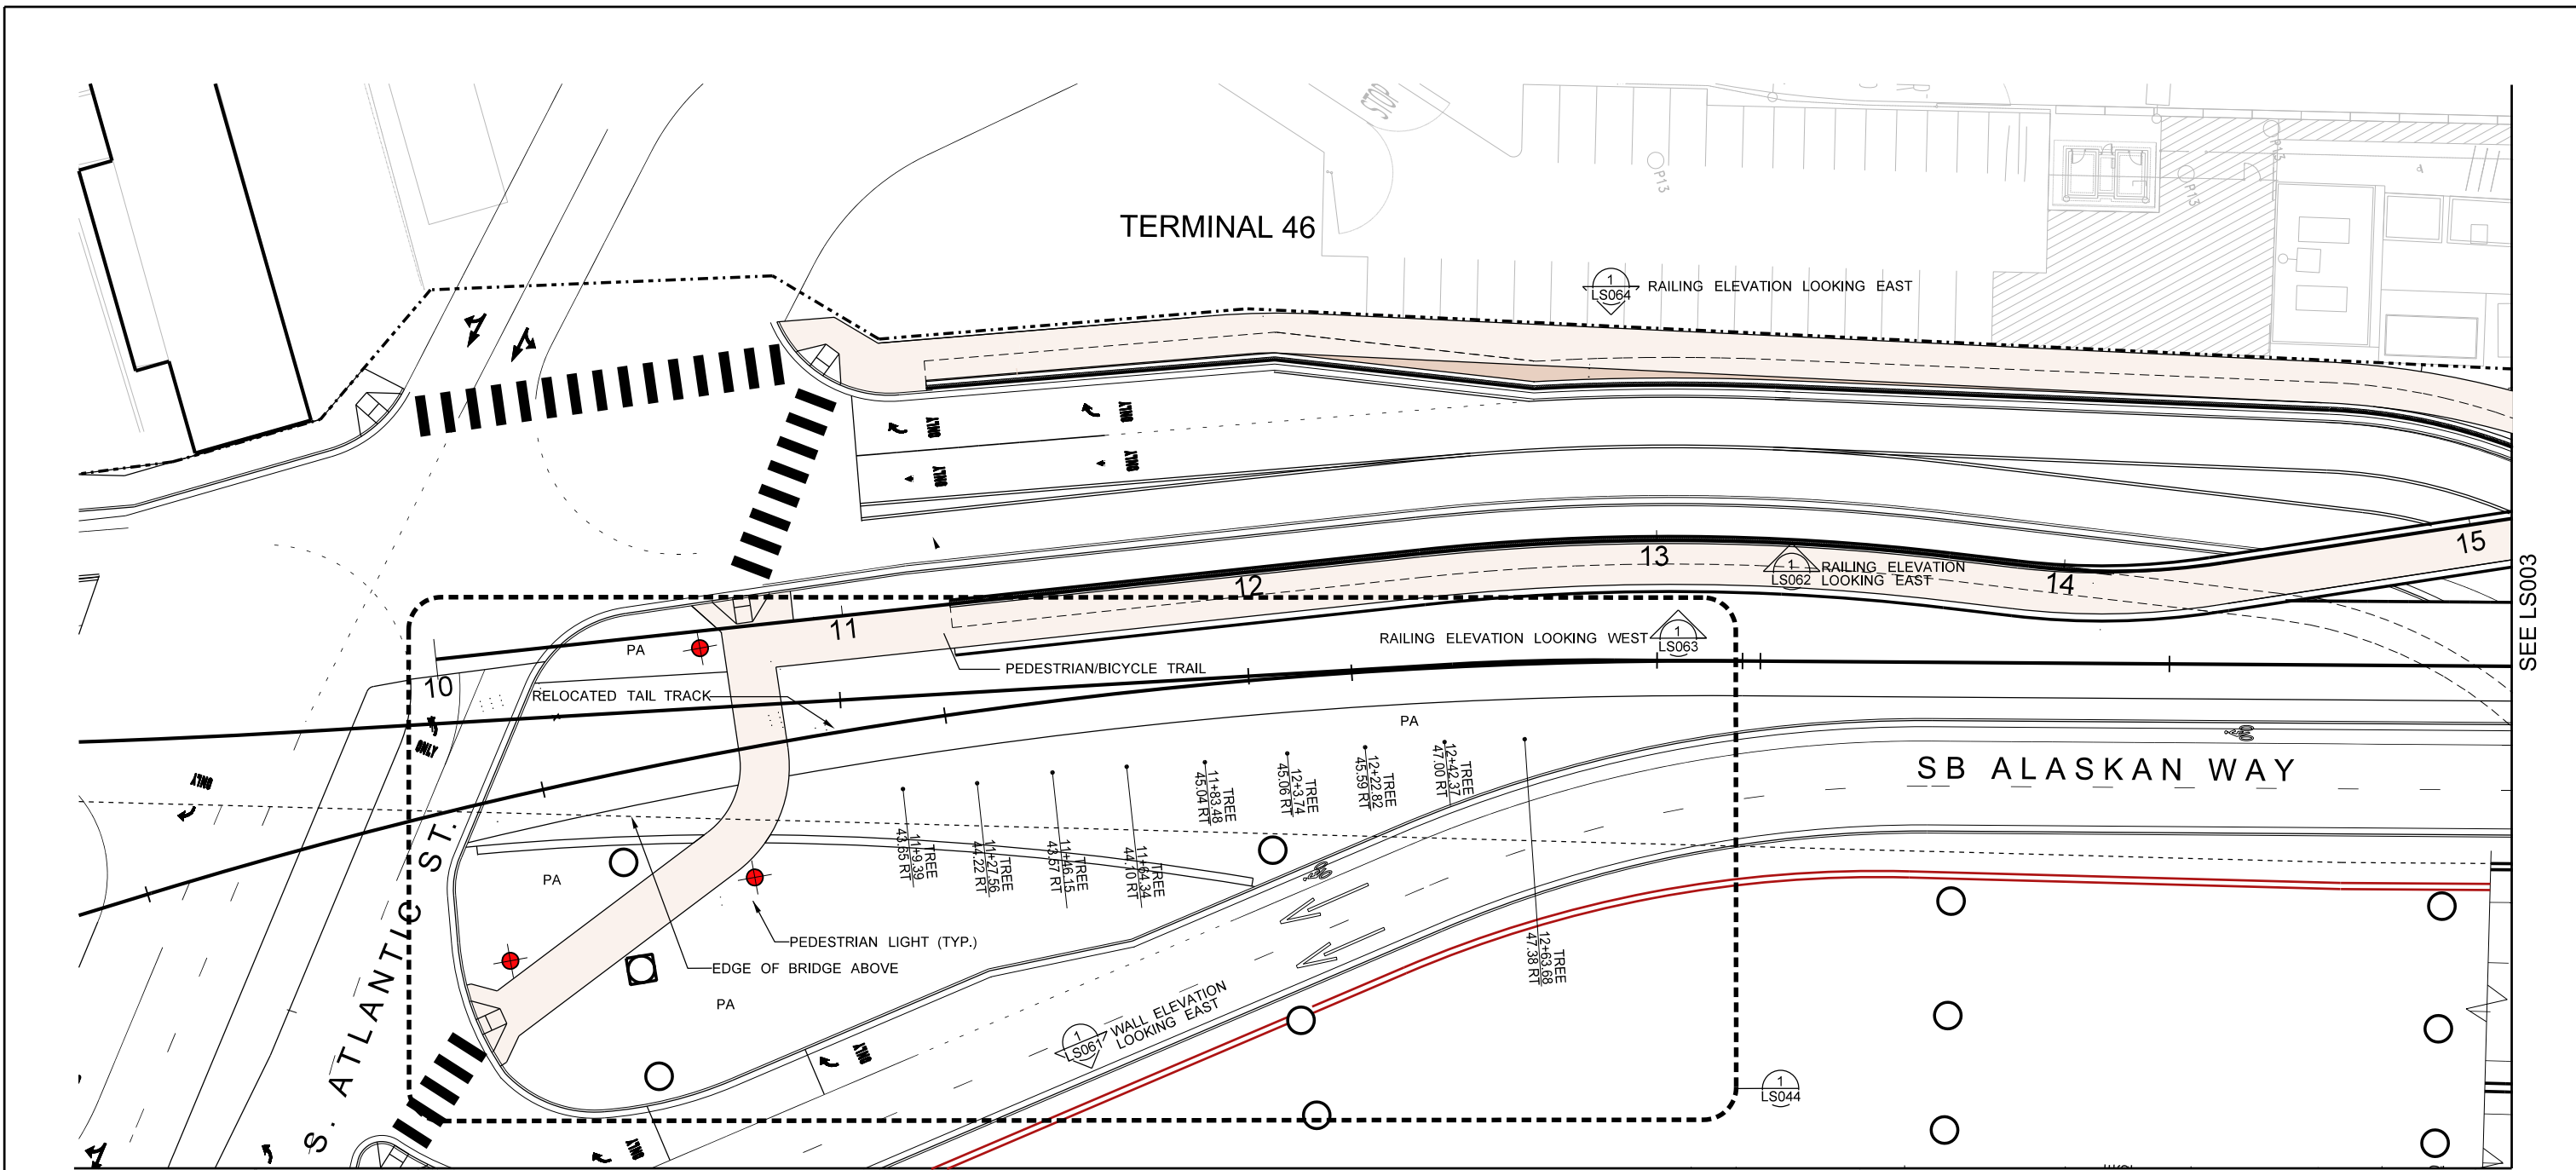 STOP
P13
P13
P13
TERMINAL 46
1
LS064
RAILING ELEVATION LOOKING EAST
ONLY
ONLY
ONLY
ONLY
15
13
12
14
11
10
1
LS062
RAILING ELEVATION
LOOKING EAST
SEE LS003
RAILING ELEVATION LOOKING WEST
1
LS063
PA
PEDESTRIAN/BICYCLE TRAIL
RELOCATED TAIL TRACK
PA
ONLY
ONLY
SB ALASKAN WAY
TREE
11+9.39
43.65 RT
TREE
11+27.56
44.22 RT
TREE
11+46.15
43.57 RT
TREE
11+64.34
44.10 RT
TREE
11+83.48
45.04 RT
TREE
12+3.74
45.06 RT
TREE
12+22.82
45.59 RT
TREE
12+42.37
47.00 RT
TREE
12+63.68
47.38 RT
PA
PEDESTRIAN LIGHT (TYP.)
EDGE OF BRIDGE ABOVE
PA
S. ATLANTIC ST.
1
LS061
WALL ELEVATION
LOOKING EAST
ONLY
ONLY
1
LS044